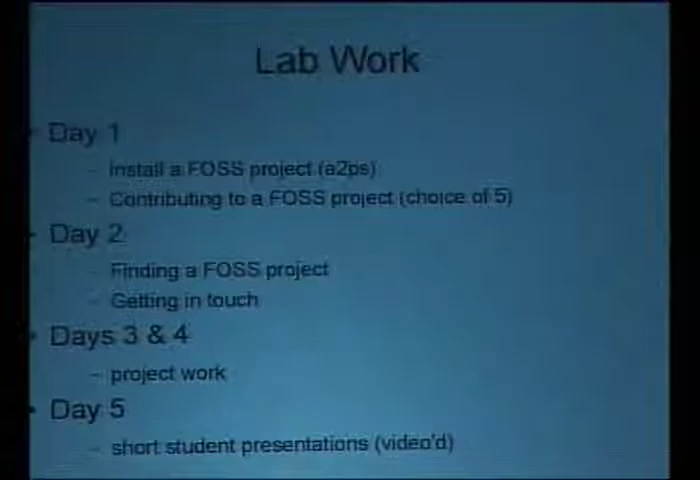 Lab Work
• Day 1
– Install a FOSS project (a2ps)
– Contributing to a FOSS project (choice of 5)
• Day 2
– Finding a FOSS project
– Getting in touch
• Days 3 & 4
– project work
• Day 5
– short student presentations (video'd)